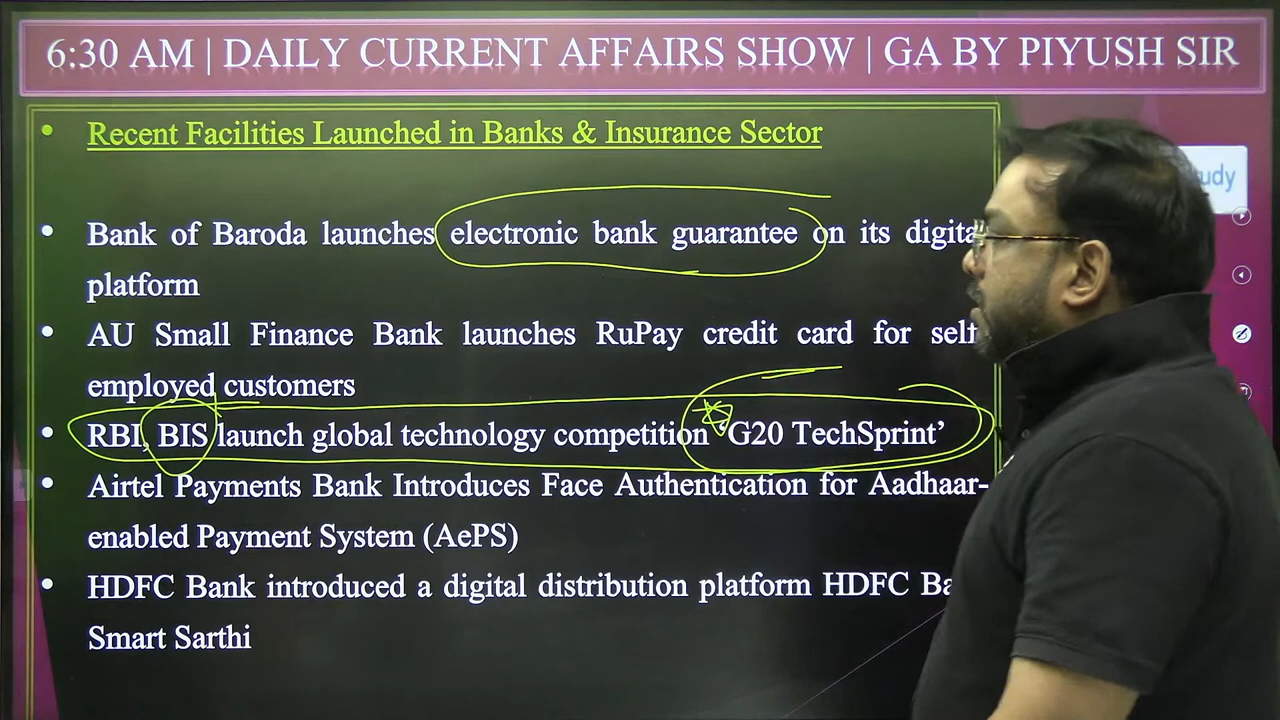 6:30 AM | DAILY CURRENT AFFAIRS SHOW | GA BY PIYUSH SIR
• Recent Facilities Launched in Banks & Insurance Sector
• Bank of Baroda launches electronic bank guarantee on its digital
platform
• AU Small Finance Bank launches RuPay credit card for self
employed customers
• RBI, BIS launch global technology competition ‘G20 TechSprint’
• Airtel Payments Bank Introduces Face Authentication for Aadhaar-
enabled Payment System (AePS)
• HDFC Bank introduced a digital distribution platform HDFC
Smart Sarthi